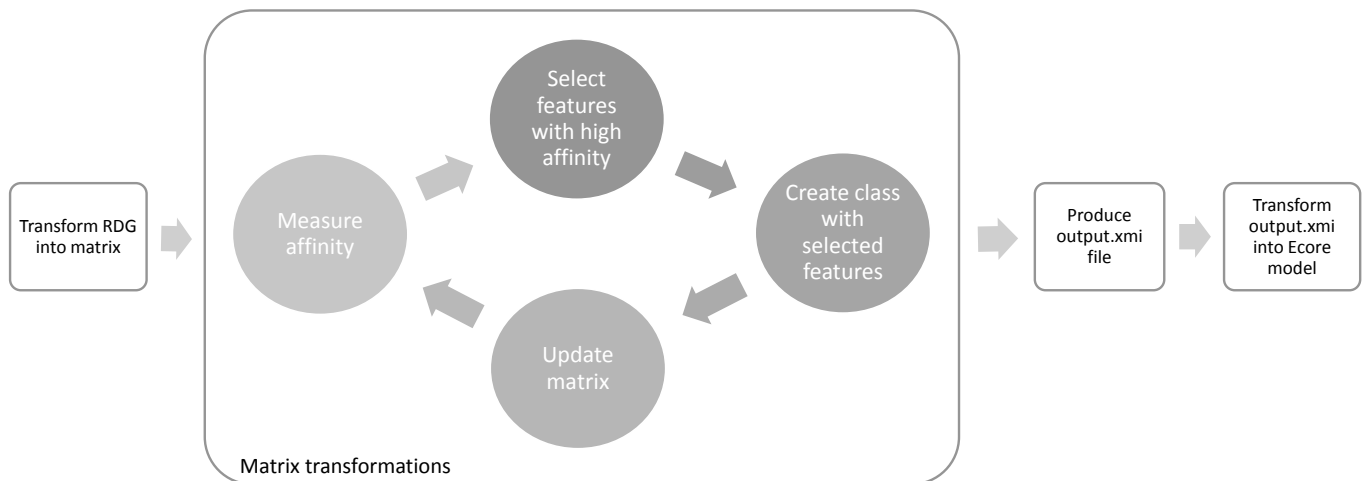 Transform RDG
into matrix
Measure
affinity
Select
features
with high
affinity
Create class
with
selected
features
Update
matrix
Matrix transformations
Produce
output.xmi
file
Transform
output.xmi
into Ecore
model